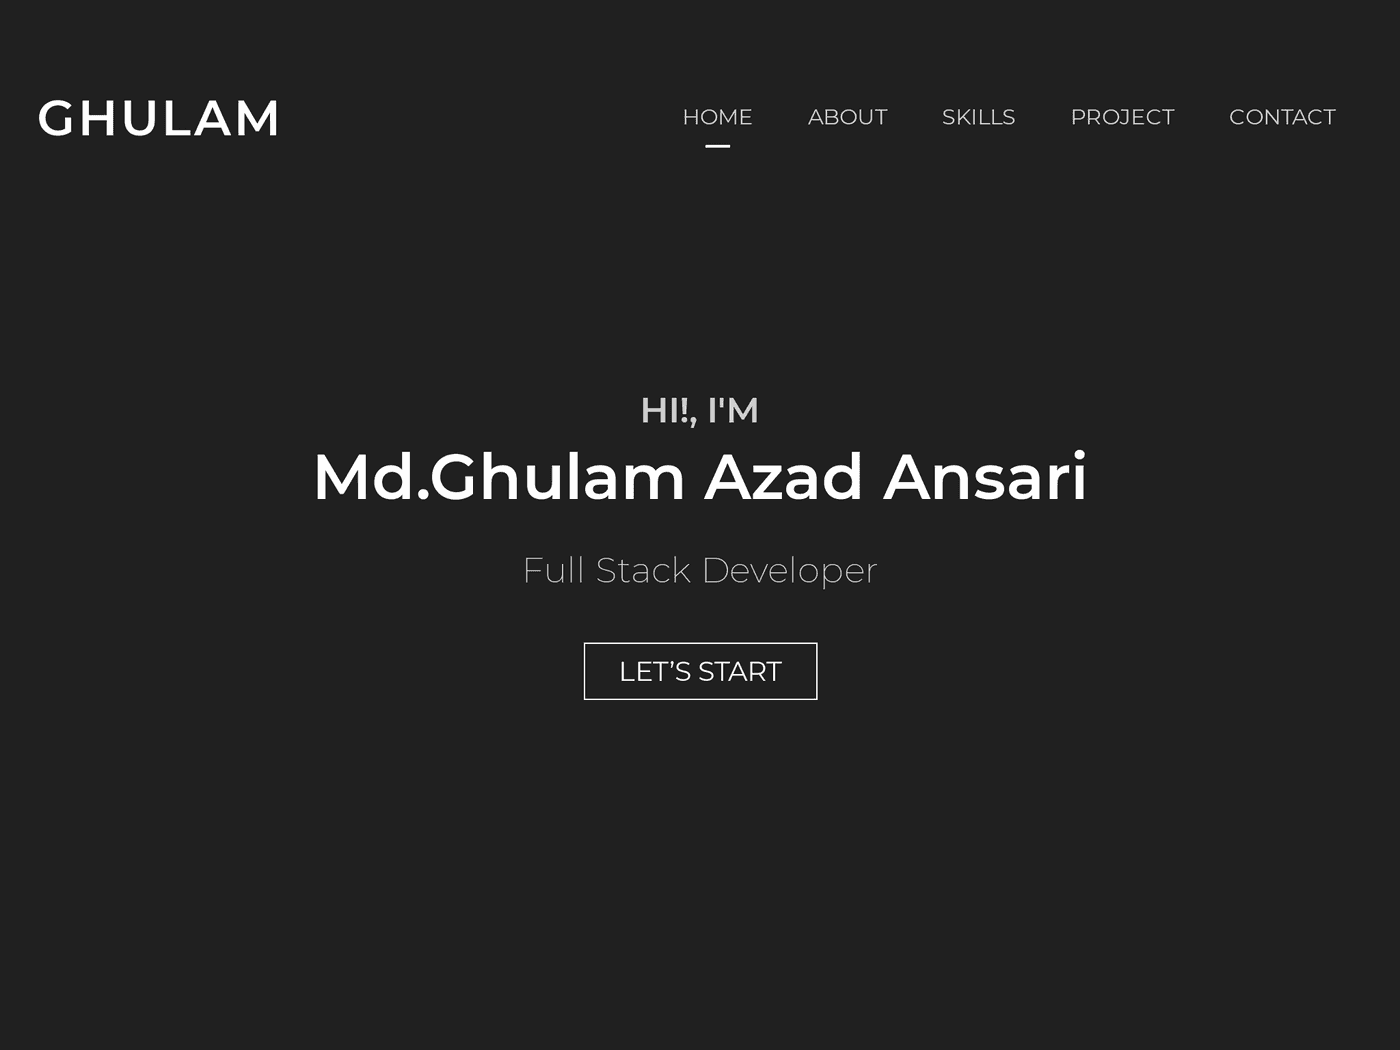 GHULAM
HOME ABOUT SKILLS PROJECT CONTACT
HI!, I'M
Md.Ghulam Azad Ansari
Full Stack Developer
LET’S START